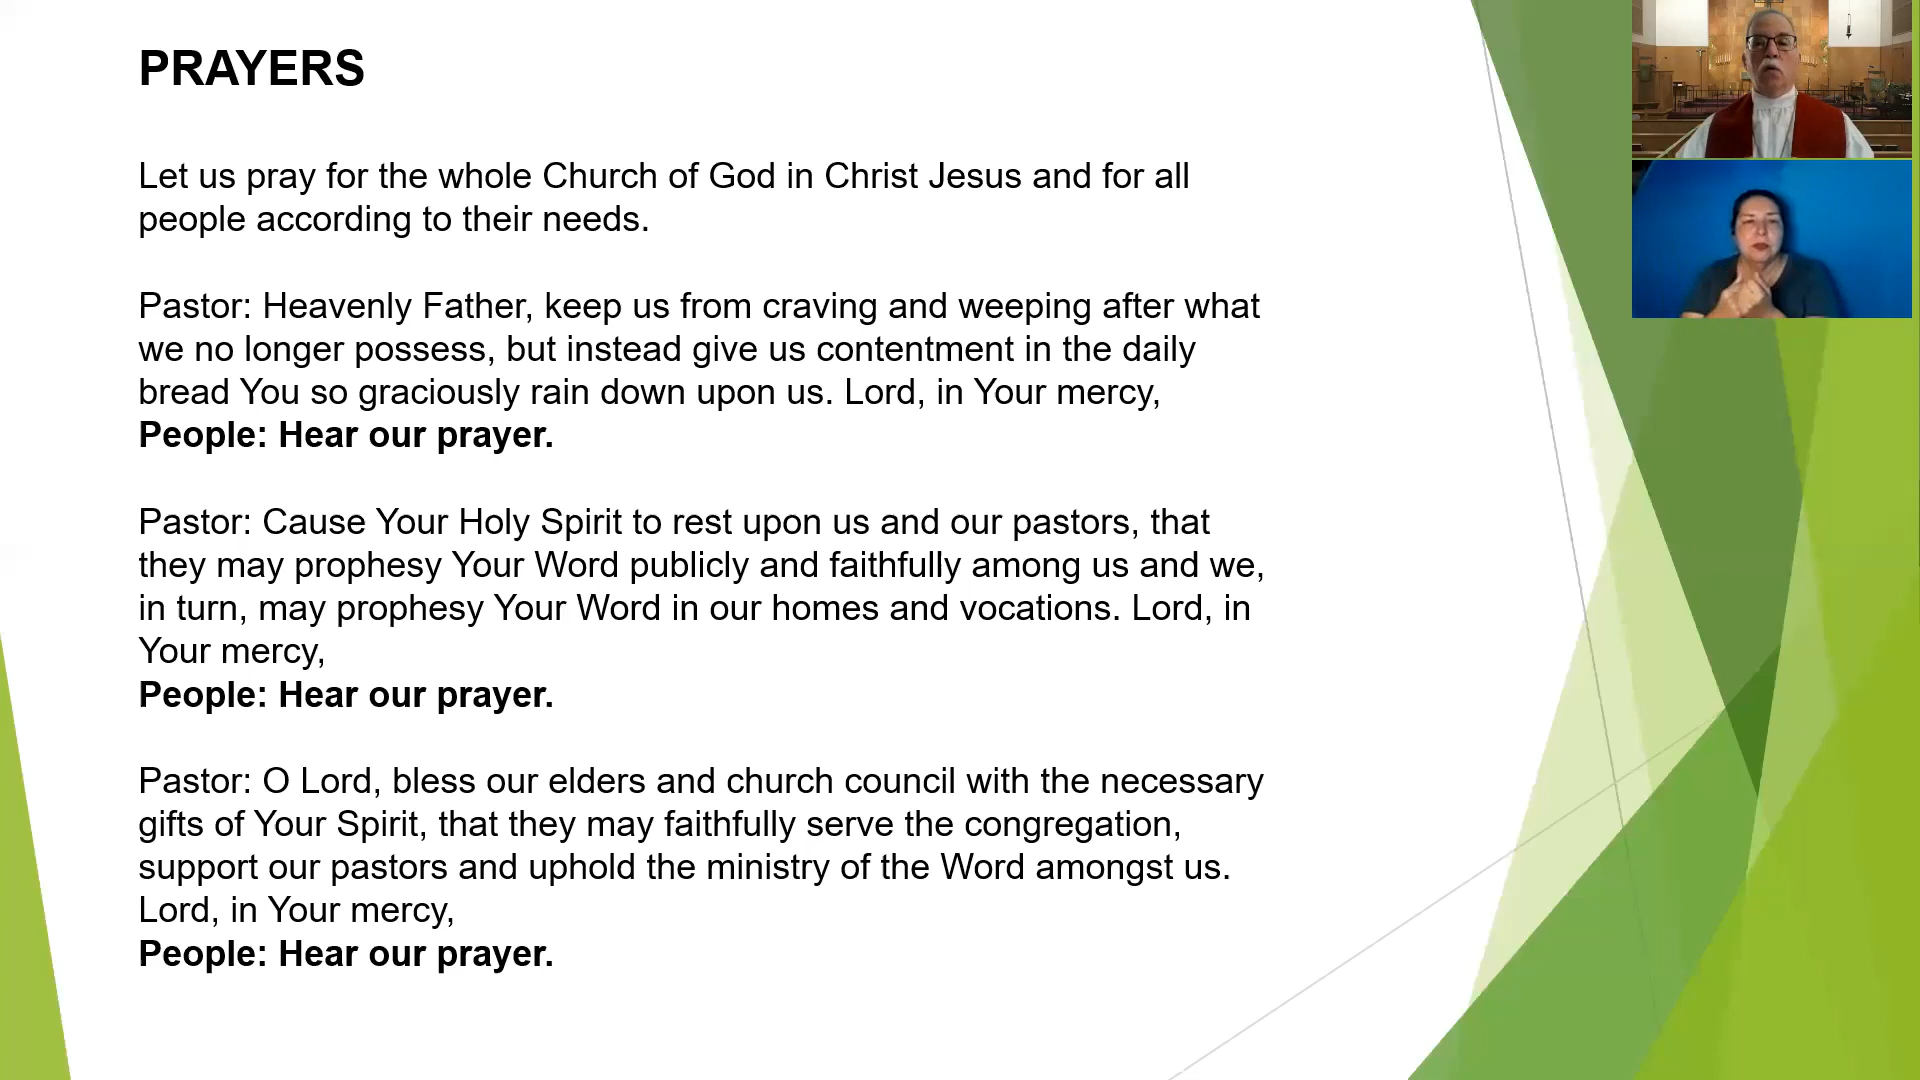 PRAYERS
Let us pray for the whole Church of God in Christ Jesus and for all
people according to their needs.
Pastor: Heavenly Father, keep us from craving and weeping after what
we no longer possess, but instead give us contentment in the daily
bread You so graciously rain down upon us. Lord, in Your mercy,
People: Hear our prayer.
Pastor: Cause Your Holy Spirit to rest upon us and our pastors, that
they may prophesy Your Word publicly and faithfully among us and we,
in turn, may prophesy Your Word in our homes and vocations. Lord, in
Your mercy,
People: Hear our prayer.
Pastor: O Lord, bless our elders and church council with the necessary
gifts of Your Spirit, that they may faithfully serve the congregation,
support our pastors and uphold the ministry of the Word amongst us.
Lord, in Your mercy,
People: Hear our prayer.